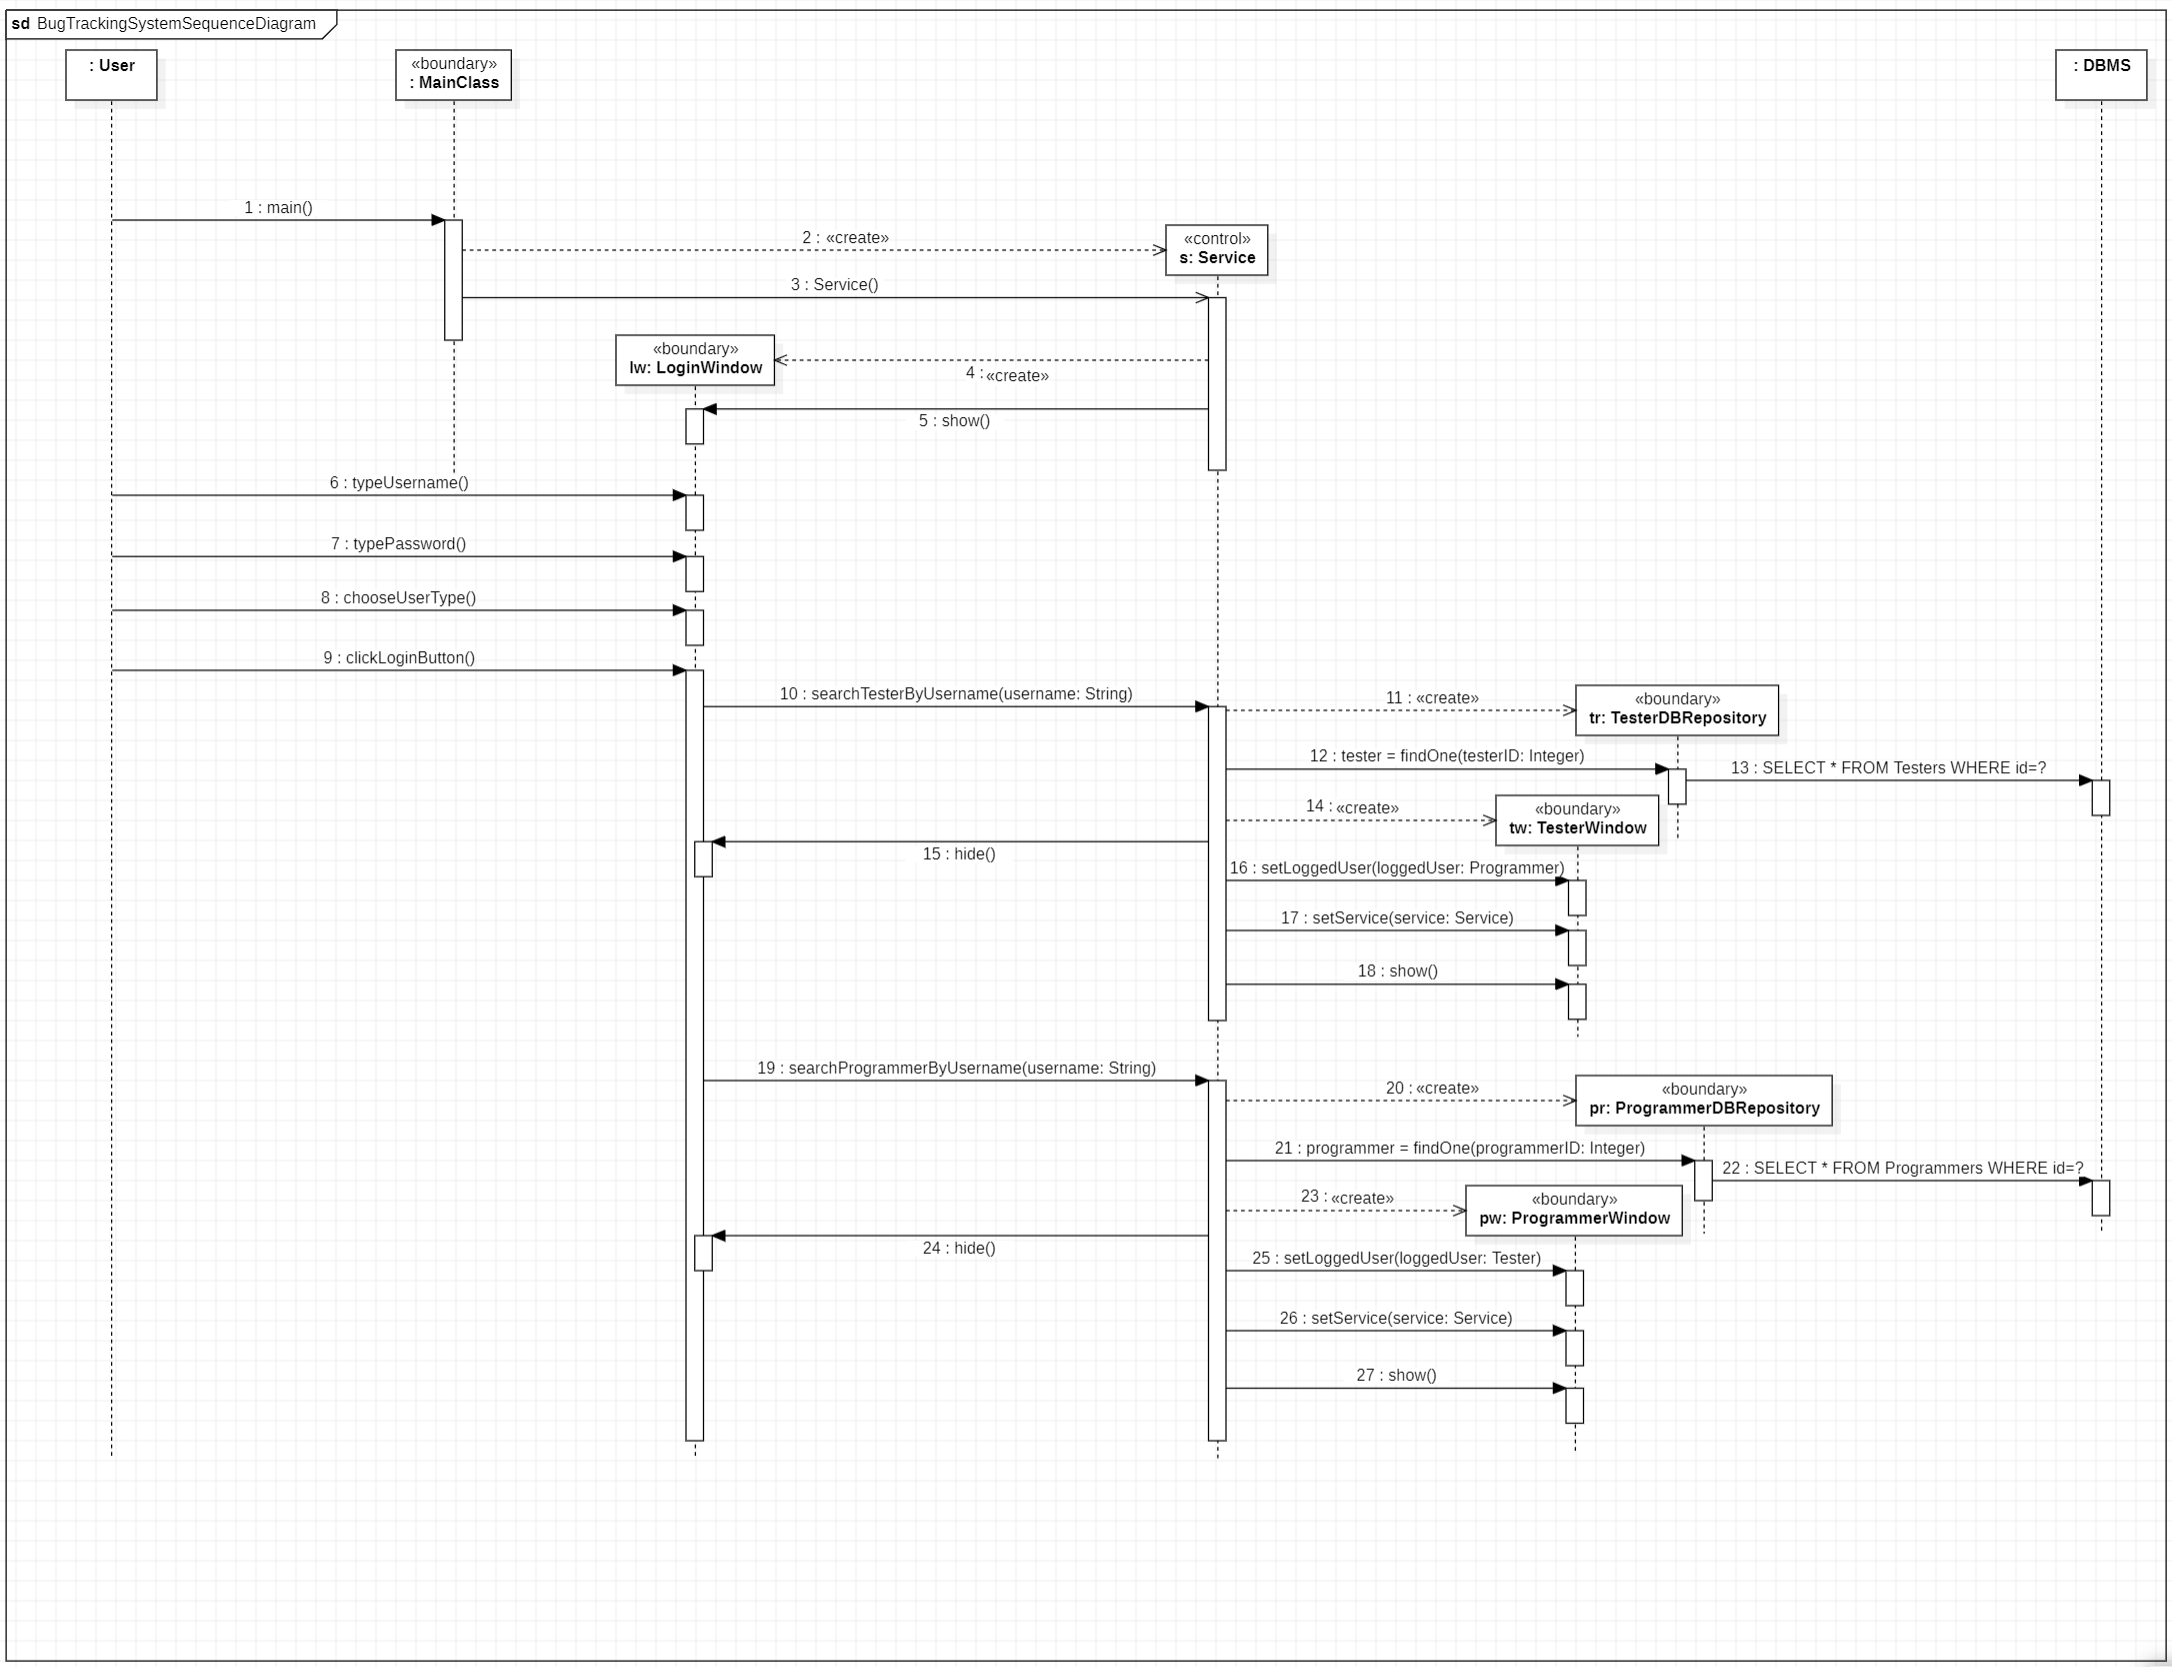 sd BugTrackingSystemSequenceDiagram
: User
«boundary»
: MainClass
: DBMS
1 : main()
2 : «create»
«control»
s: Service
3 : Service()
«boundary»
lw: LoginWindow
4 : «create»
5 : show()
6 : typeUsername()
7 : typePassword()
8 : chooseUserType()
9 : clickLoginButton()
10 : searchTesterByUsername(username: String)
11 : «create»
«boundary»
tr: TesterDBRepository
12 : tester = findOne(testerID: Integer)
13 : SELECT * FROM Testers WHERE id=?
14 : «create»
«boundary»
tw: TesterWindow
15 : hide()
16 : setLoggedUser(loggedUser: Programmer)
17 : setService(service: Service)
18 : show()
19 : searchProgrammerByUsername(username: String)
20 : «create»
«boundary»
pr: ProgrammerDBRepository
21 : programmer = findOne(programmerID: Integer)
22 : SELECT * FROM Programmers WHERE id=?
23 : «create»
«boundary»
pw: ProgrammerWindow
24 : hide()
25 : setLoggedUser(loggedUser: Tester)
26 : setService(service: Service)
27 : show()